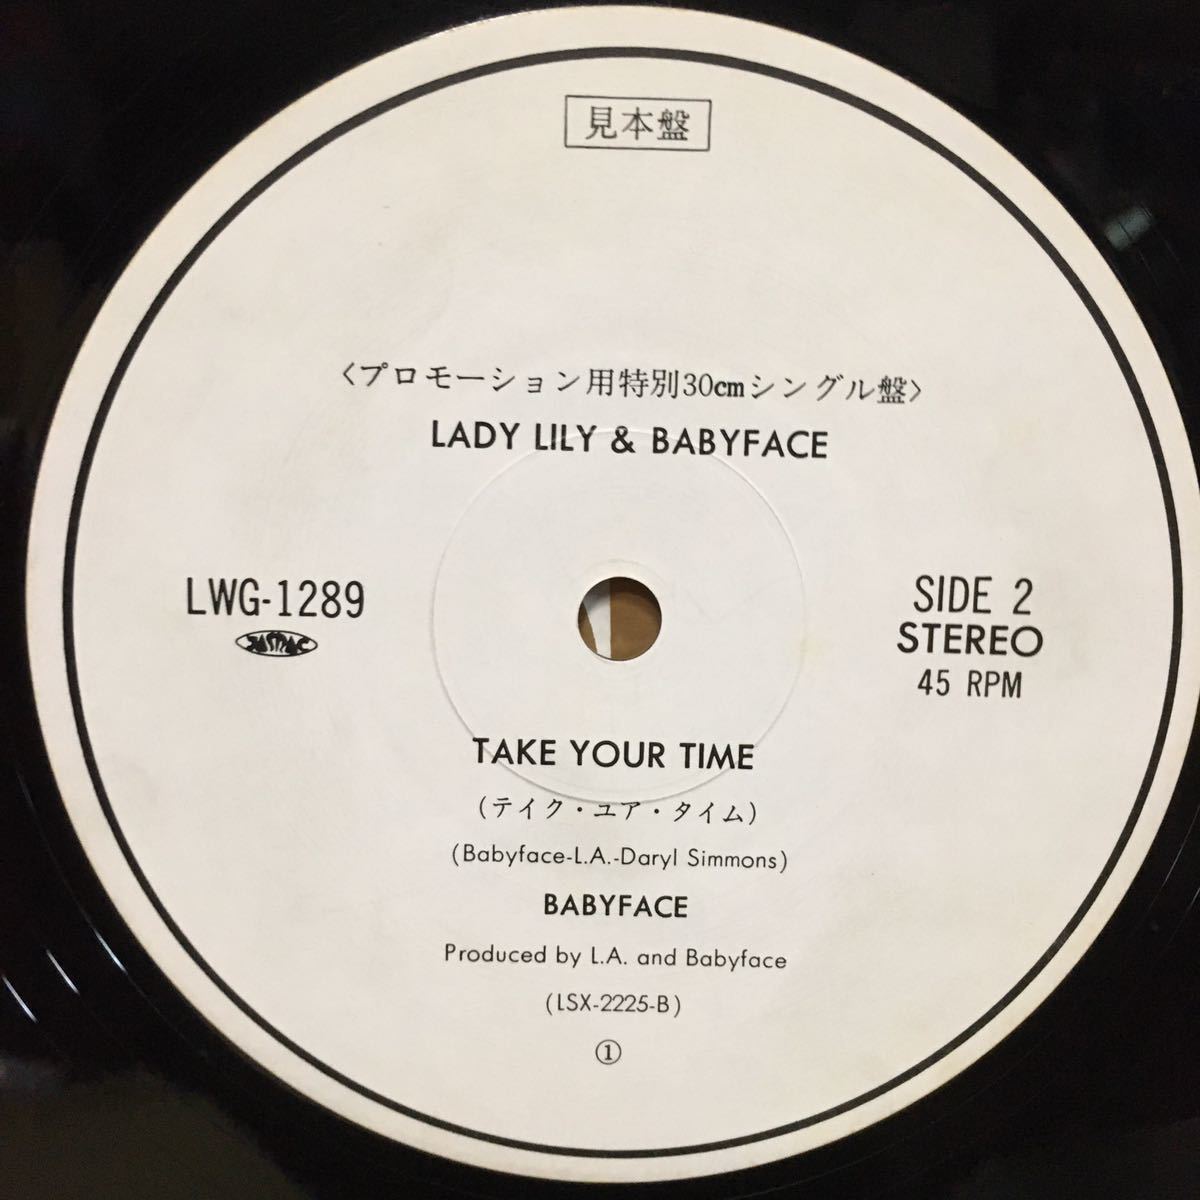 見本盤
〈プロモーション用特別30cmシングル盤〉
LADY LILY & BABYFACE
LWG-1289
JASRAC
SIDE 2
STEREO
45 RPM
TAKE YOUR TIME
(テイク・ユア・タイム)
(Babyface-L.A.-Daryl Simmons)
BABYFACE
Produced by L.A. and Babyface
(LSX-2225-B)
①